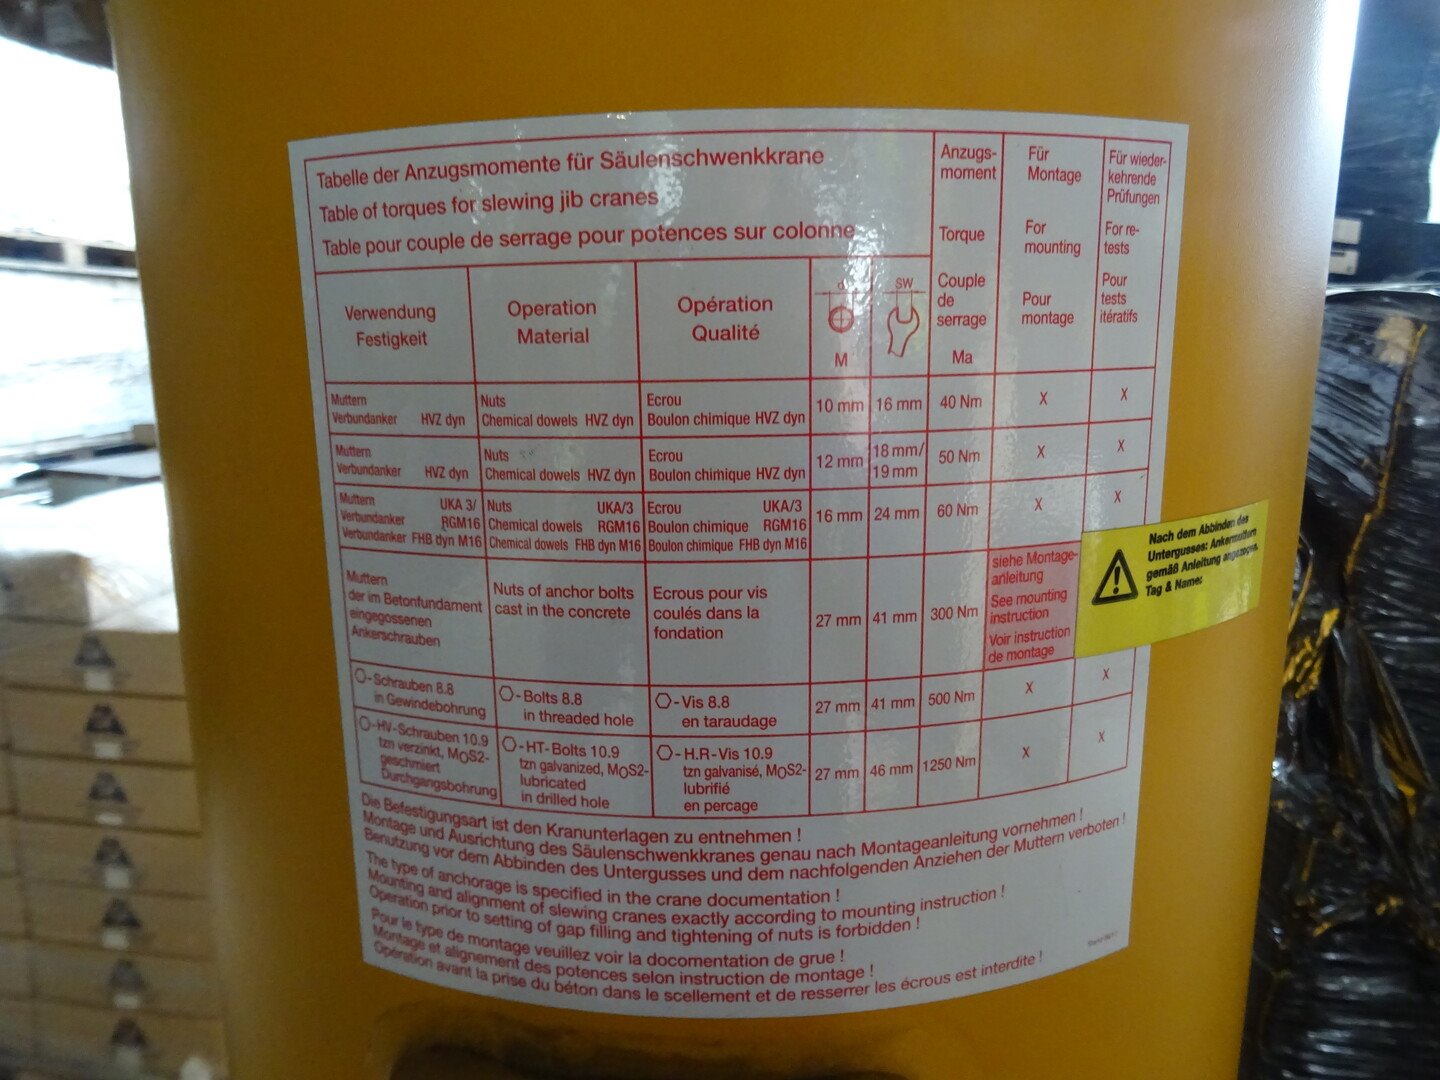 Tabelle der Anzugsmomente für Säulenschwenkkrane
Table of torques for slewing jib cranes
Table pour couple de serrage pour potences sur colonne
Anzugs-
moment
Torque
Couple
de
serrage
Ma
Für
Montage
For
mounting
Pour
montage
Für wieder-
kehrende
Prüfungen
For re-
tests
Pour
tests
itératifs
Verwendung
Festigkeit
Operation
Material
Opération
Qualité
d
M
SW
Muttern
Verbundanker HVZ dyn
Nuts
Chemical dowels HVZ dyn
Ecrou
Boulon chimique HVZ dyn
10 mm
16 mm
40 Nm
X
X
Muttern
Verbundanker HVZ dyn
Nuts
Chemical dowels HVZ dyn
Ecrou
Boulon chimique HVZ dyn
12 mm
18 mm/
19 mm
50 Nm
X
X
Muttern UKA 3/
Verbundanker RGM16
Verbundanker FHB dyn M16
Nuts UKA/3
Chemical dowels RGM16
Chemical dowels FHB dyn M16
Ecrou UKA/3
Boulon chimique RGM16
Boulon chimique FHB dyn M16
16 mm
24 mm
60 Nm
X
X
Muttern
der im Betonfundament
eingegossenen
Ankerschrauben
Nuts of anchor bolts
cast in the concrete
Ecrous pour vis
coulés dans la
fondation
27 mm
41 mm
300 Nm
siehe Montage-
anleitung
See mounting
instruction
Voir instruction
de montage
Nach dem Abbinden des
Untergusses: Ankermuttern
gemäß Anleitung angezogen.
Tag & Name:
-Schrauben 8.8
in Gewindebohrung
-Bolts 8.8
in threaded hole
-Vis 8.8
en taraudage
27 mm
41 mm
500 Nm
X
X
-HV-Schrauben 10.9
tzn verzinkt, MoS2-
geschmiert
Durchgangsbohrung
-HT-Bolts 10.9
tzn galvanized, MoS2-
lubricated
in drilled hole
-H.R-Vis 10.9
tzn galvanisé, MoS2-
lubrifié
en percage
27 mm
46 mm
1250 Nm
X
X
Die Befestigungsart ist den Kranunterlagen zu entnehmen !
Montage und Ausrichtung des Säulenschwenkkranes genau nach Montageanleitung vornehmen !
Benutzung vor dem Abbinden des Untergusses und dem nachfolgenden Anziehen der Muttern verboten !
The type of anchorage is specified in the crane documentation !
Mounting and alignment of slewing cranes exactly according to mounting instruction !
Operation prior to setting of gap filling and tightening of nuts is forbidden !
Pour le type de montage veuillez voir la docomentation de grue !
Montage et alignement des potences selon instruction de montage !
Opération avant la prise du béton dans le scellement et de resserrer les écrous est interdite !